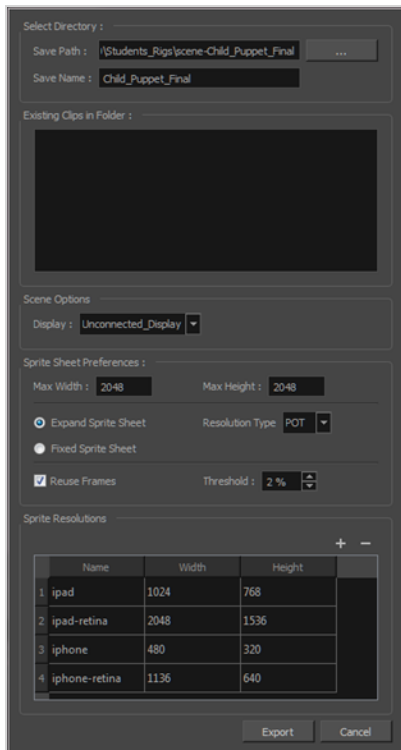 Select Directory :
Save Path : \Students_Rigs\scene-Child_Puppet_Final ...
Save Name : Child_Puppet_Final
Existing Clips in Folder :
Scene Options
Display : Unconnected_Display
Sprite Sheet Preferences :
Max Width : 2048 Max Height : 2048
Expand Sprite Sheet Resolution Type POT
Fixed Sprite Sheet
Reuse Frames Threshold : 2 %
Sprite Resolutions
+ −
Name Width Height
1 ipad 1024 768
2 ipad-retina 2048 1536
3 iphone 480 320
4 iphone-retina 1136 640
Export Cancel